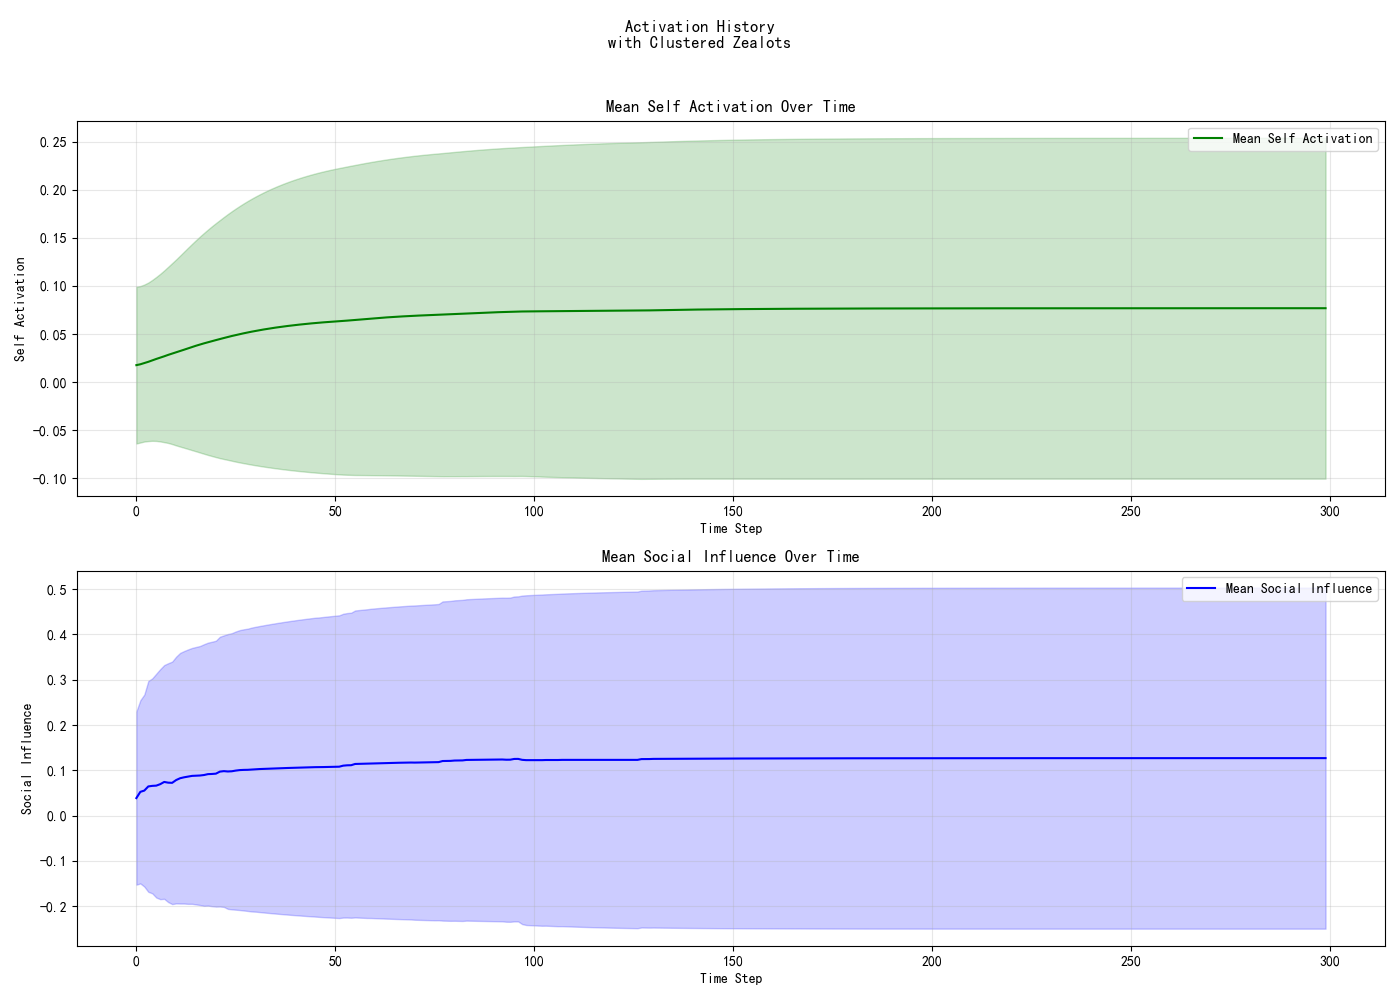 Activation History
with Clustered Zealots
Mean Self Activation Over Time
Mean Self Activation
Self Activation
0.25
0.20
0.15
0.10
0.05
0.00
−0.05
−0.10
0 50 100 150 200 250 300
Time Step
Mean Social Influence Over Time
Mean Social Influence
Social Influence
0.5
0.4
0.3
0.2
0.1
0.0
−0.1
−0.2
0 50 100 150 200 250 300
Time Step